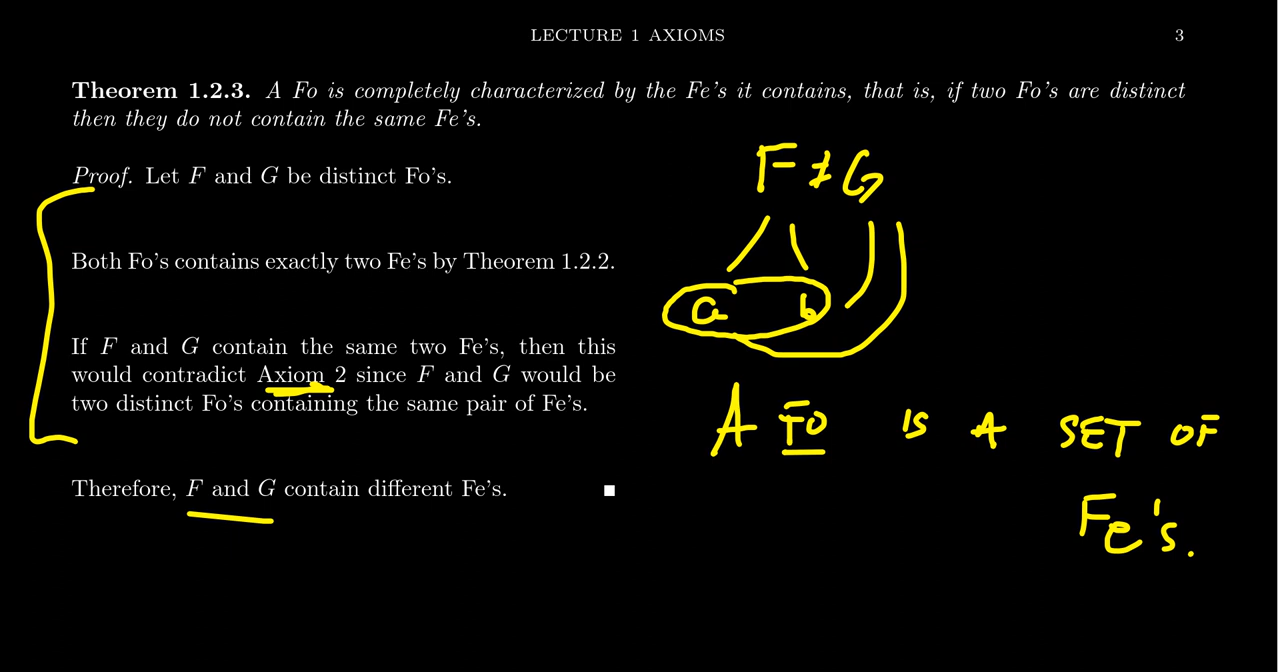 LECTURE 1 AXIOMS 3
Theorem 1.2.3. A Fo is completely characterized by the Fe's it contains, that is, if two Fo's are distinct
then they do not contain the same Fe's.
Proof. Let F and G be distinct Fo's.
Both Fo's contains exactly two Fe's by Theorem 1.2.2.
If F and G contain the same two Fe's, then this
would contradict Axiom 2 since F and G would be
two distinct Fo's containing the same pair of Fe's.
Therefore, F and G contain different Fe's. ■
F ≠ G
a b
A FO IS A SET OF
Fe's.